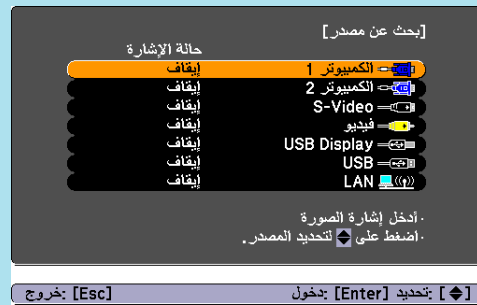 [بحث عن مصدر]
حالة الإشارة
الكمبيوتر 1 إيقاف
الكمبيوتر 2 إيقاف
S-Video إيقاف
فيديو إيقاف
USB Display إيقاف
USB إيقاف
LAN إيقاف
·أدخل إشارة الصورة
·اضغط على لتحديد المصدر.
[ ] :تحديد [Enter] :دخول [Esc] :خروج